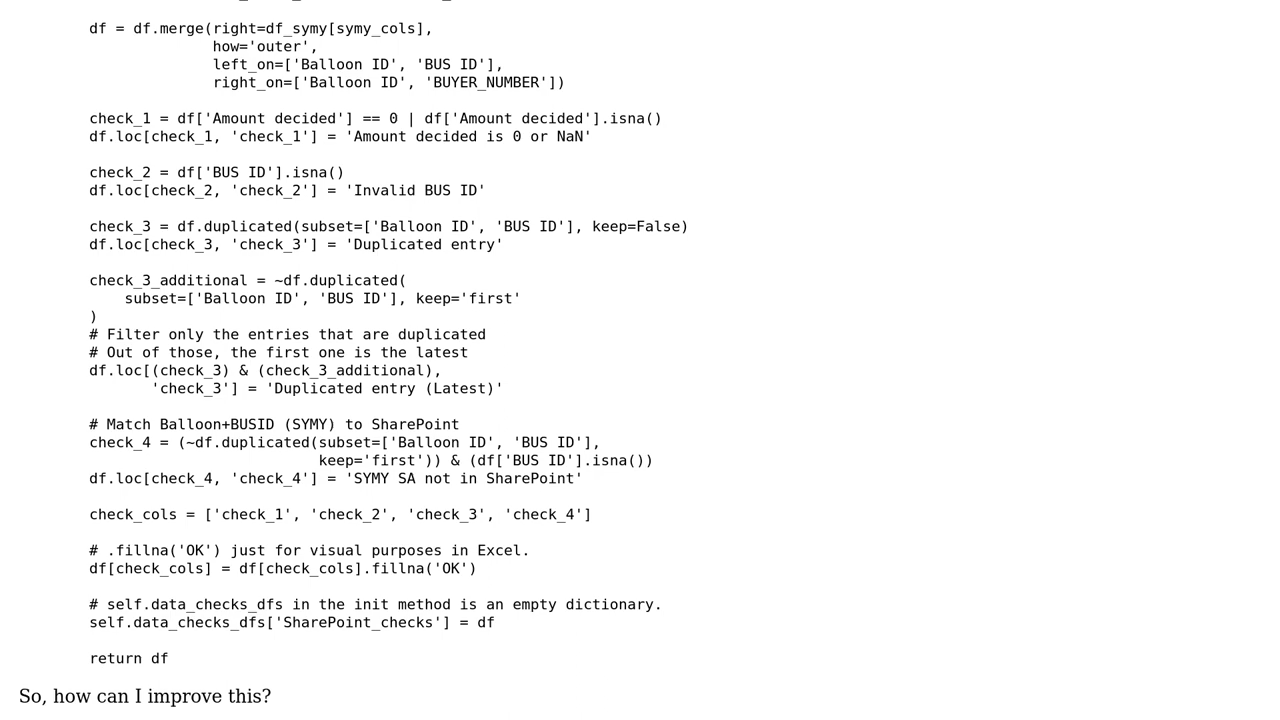 df = df.merge(right=df_symy[symy_cols],
              how='outer',
              left_on=['Balloon ID', 'BUS ID'],
              right_on=['Balloon ID', 'BUYER_NUMBER'])

check_1 = df['Amount decided'] == 0 | df['Amount decided'].isna()
df.loc[check_1, 'check_1'] = 'Amount decided is 0 or NaN'

check_2 = df['BUS ID'].isna()
df.loc[check_2, 'check_2'] = 'Invalid BUS ID'

check_3 = df.duplicated(subset=['Balloon ID', 'BUS ID'], keep=False)
df.loc[check_3, 'check_3'] = 'Duplicated entry'

check_3_additional = ~df.duplicated(
    subset=['Balloon ID', 'BUS ID'], keep='first'
)
# Filter only the entries that are duplicated
# Out of those, the first one is the latest
df.loc[(check_3) & (check_3_additional),
       'check_3'] = 'Duplicated entry (Latest)'

# Match Balloon+BUSID (SYMY) to SharePoint
check_4 = (~df.duplicated(subset=['Balloon ID', 'BUS ID'],
                          keep='first')) & (df['BUS ID'].isna())
df.loc[check_4, 'check_4'] = 'SYMY SA not in SharePoint'

check_cols = ['check_1', 'check_2', 'check_3', 'check_4']

# .fillna('OK') just for visual purposes in Excel.
df[check_cols] = df[check_cols].fillna('OK')

# self.data_checks_dfs in the init method is an empty dictionary.
self.data_checks_dfs['SharePoint_checks'] = df

return df
So, how can I improve this?